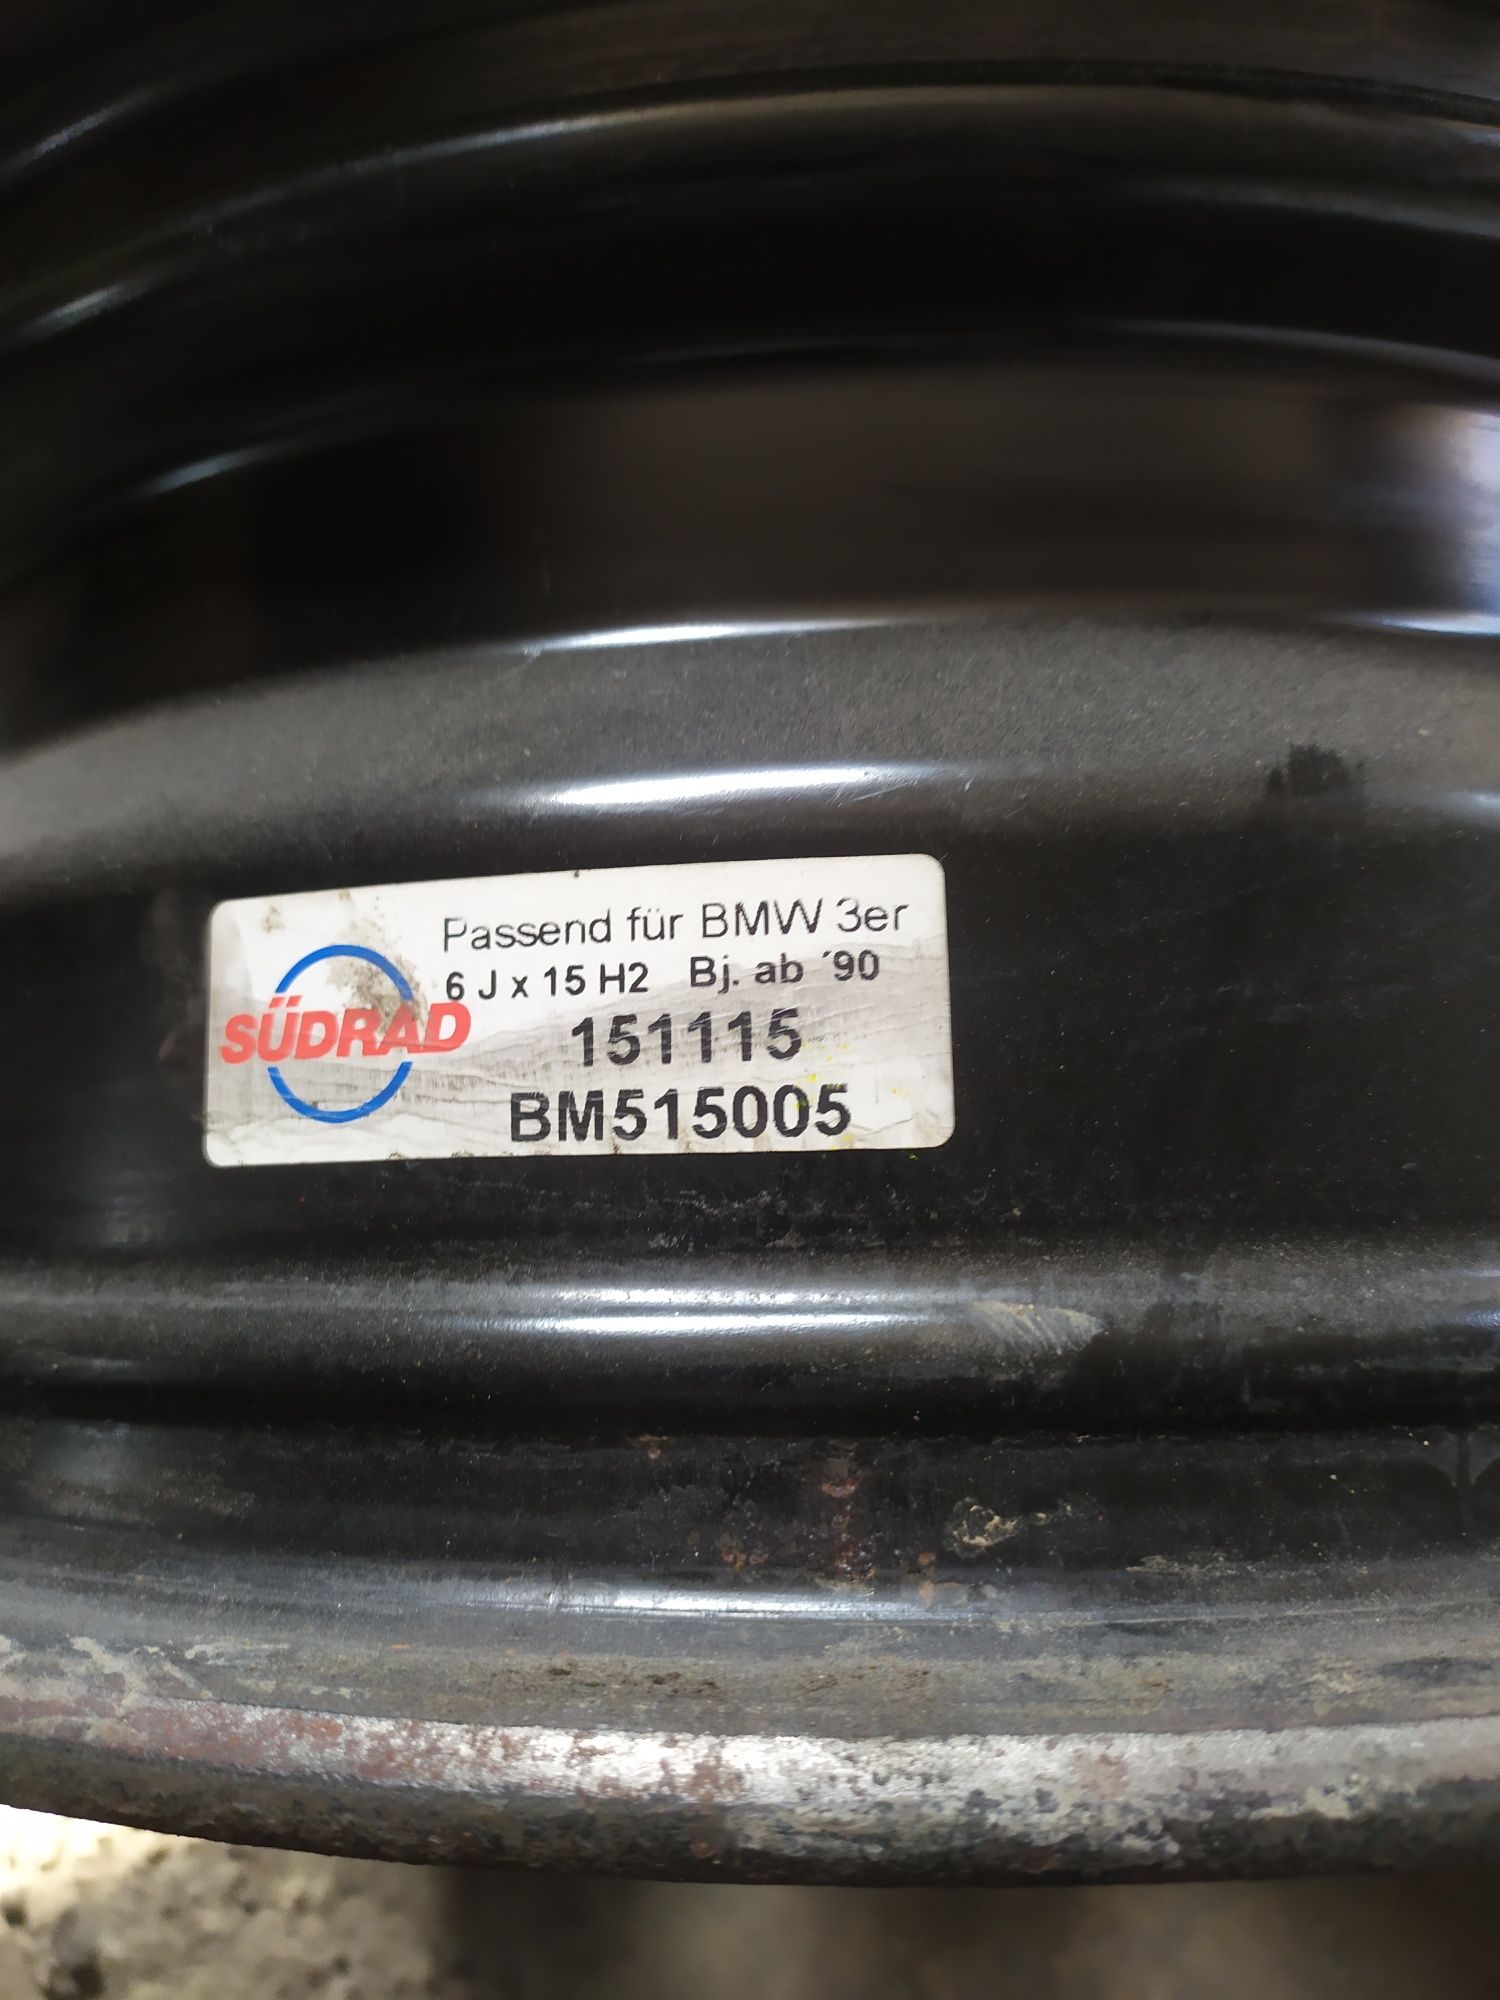 Passend für BMW 3er
6 J x 15 H2 Bj. ab ´90
SÜDRAD
151115
BM515005